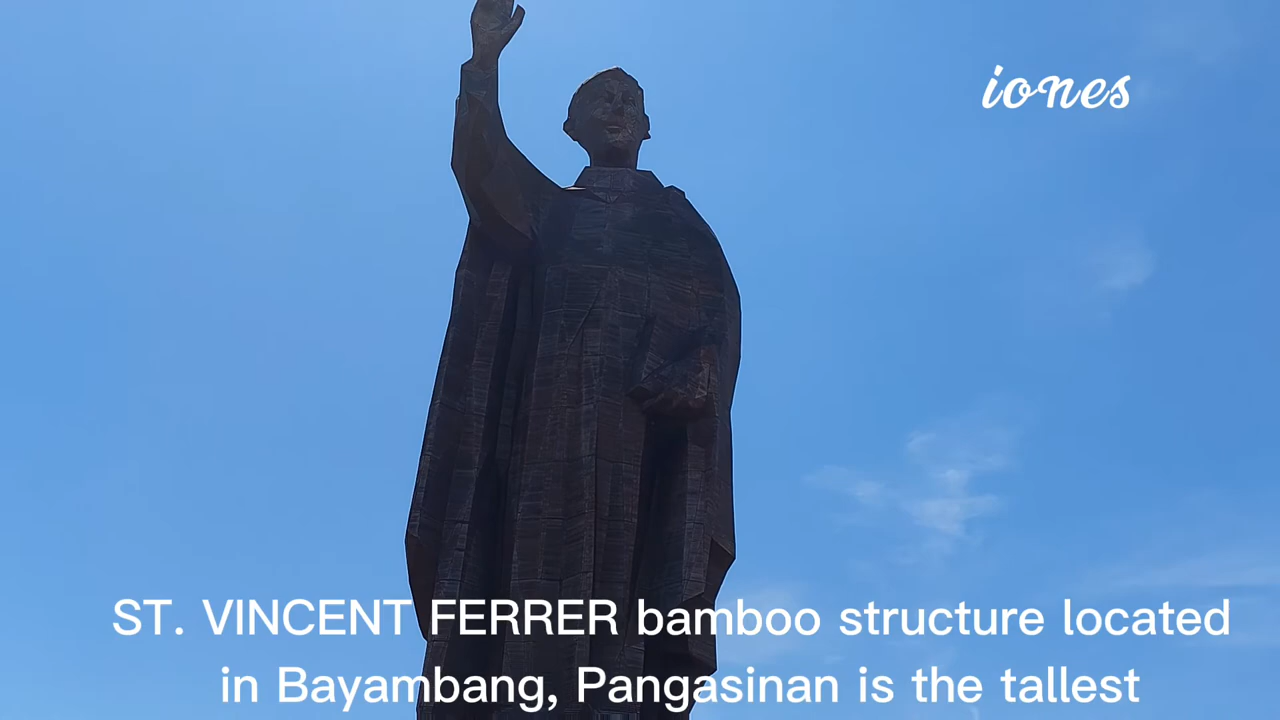 iones
ST. VINCENT FERRER bamboo structure located
in Bayambang, Pangasinan is the tallest